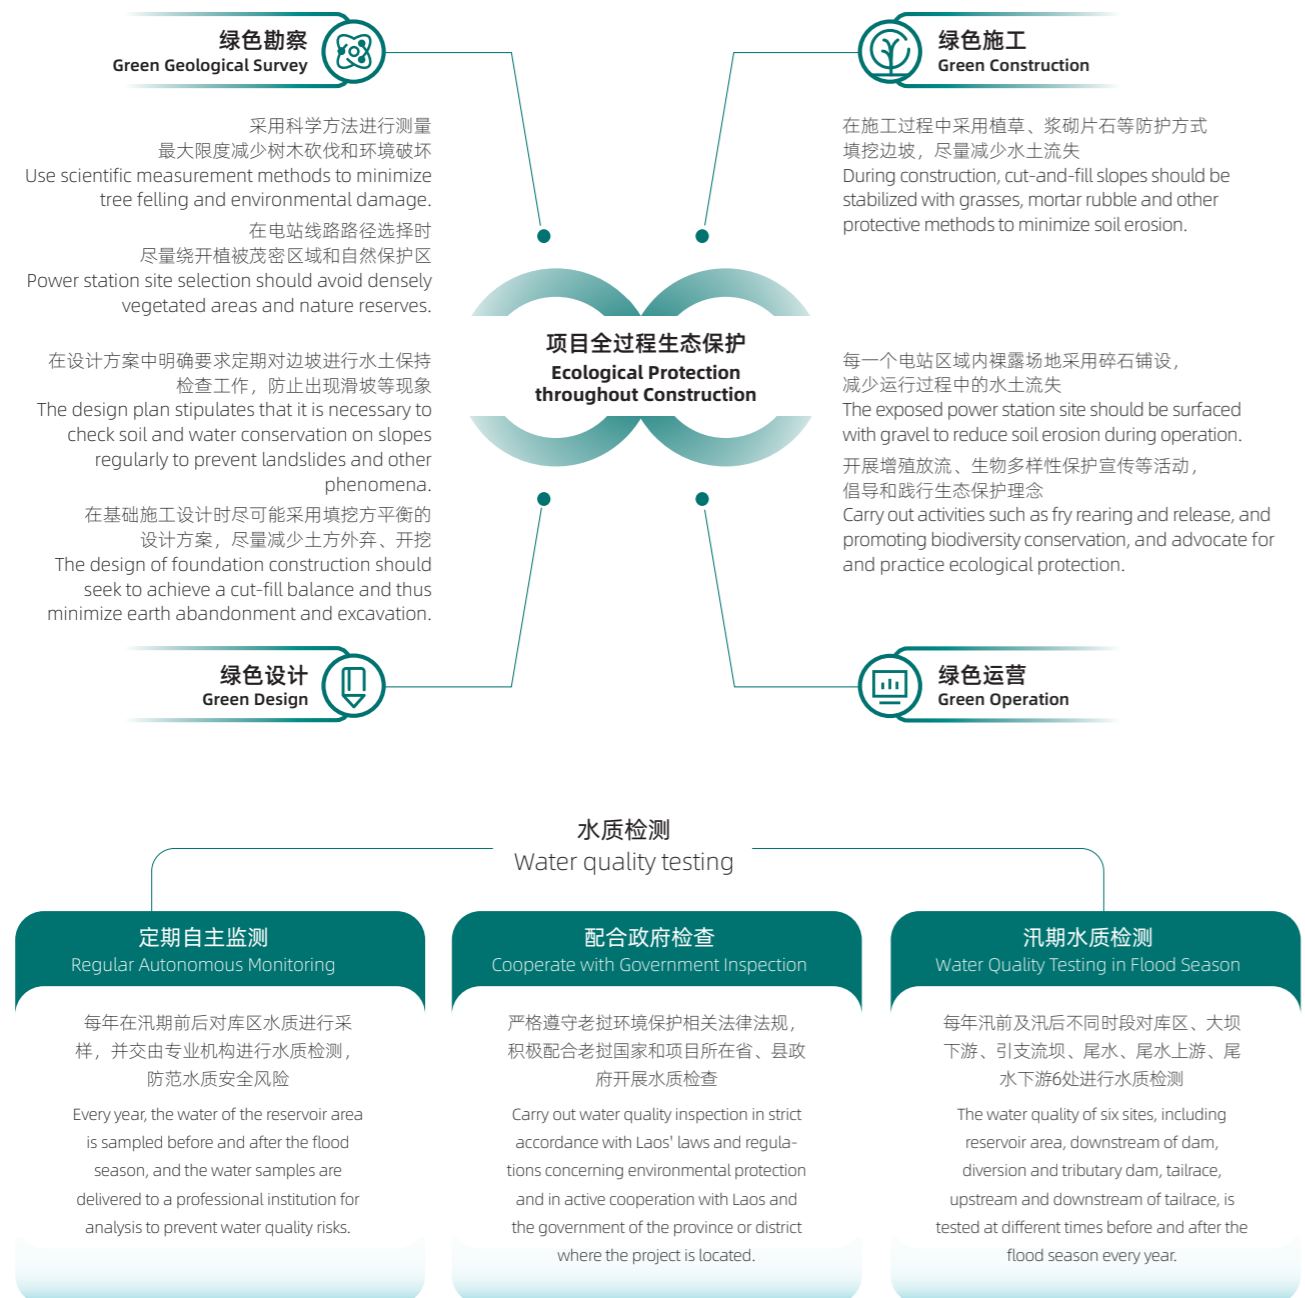 绿色勘察
Green Geological Survey
采用科学方法进行测量
最大限度减少树木砍伐和环境破坏
Use scientific measurement methods to minimize
tree felling and environmental damage.
在电站线路路径选择时
尽量绕开植被茂密区域和自然保护区
Power station site selection should avoid densely
vegetated areas and nature reserves.
绿色施工
Green Construction
在施工过程中采用植草、浆砌片石等防护方式
填挖边坡，尽量减少水土流失
During construction, cut-and-fill slopes should be
stabilized with grasses, mortar rubble and other
protective methods to minimize soil erosion.
项目全过程生态保护
Ecological Protection
throughout Construction
在设计方案中明确要求定期对边坡进行水土保持
检查工作，防止出现滑坡等现象
The design plan stipulates that it is necessary to
check soil and water conservation on slopes
regularly to prevent landslides and other
phenomena.
在基础施工设计时尽可能采用填挖方平衡的
设计方案，尽量减少土方外弃、开挖
The design of foundation construction should
seek to achieve a cut-fill balance and thus
minimize earth abandonment and excavation.
绿色设计
Green Design
每一个电站区域内裸露场地采用碎石铺设，
减少运行过程中的水土流失
The exposed power station site should be surfaced
with gravel to reduce soil erosion during operation.
开展增殖放流、生物多样性保护宣传等活动，
倡导和践行生态保护理念
Carry out activities such as fry rearing and release, and
promoting biodiversity conservation, and advocate for
and practice ecological protection.
绿色运营
Green Operation
水质检测
Water quality testing
定期自主监测
Regular Autonomous Monitoring
每年在汛期前后对库区水质进行采
样，并交由专业机构进行水质检测，
防范水质安全风险
Every year, the water of the reservoir area
is sampled before and after the flood
season, and the water samples are
delivered to a professional institution for
analysis to prevent water quality risks.
配合政府检查
Cooperate with Government Inspection
严格遵守老挝环境保护相关法律法规，
积极配合老挝国家和项目所在省、县政
府开展水质检查
Carry out water quality inspection in strict
accordance with Laos' laws and regula-
tions concerning environmental protection
and in active cooperation with Laos and
the government of the province or district
where the project is located.
汛期水质检测
Water Quality Testing in Flood Season
每年汛前及汛后不同时段对库区、大坝
下游、引支流坝、尾水、尾水上游、尾
水下游6处进行水质检测
The water quality of six sites, including
reservoir area, downstream of dam,
diversion and tributary dam, tailrace,
upstream and downstream of tailrace, is
tested at different times before and after the
flood season every year.